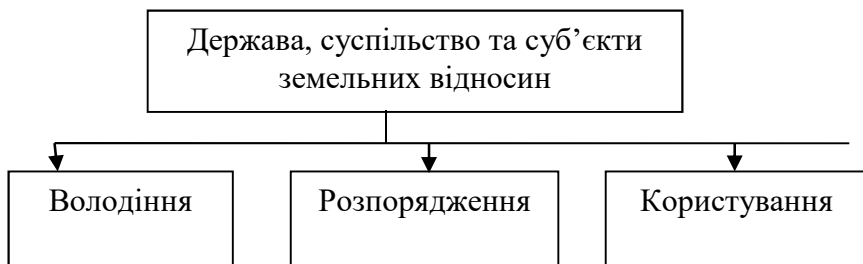 Держава, суспільство та суб’єкти
земельних відносин
Володіння
Розпорядження
Користування